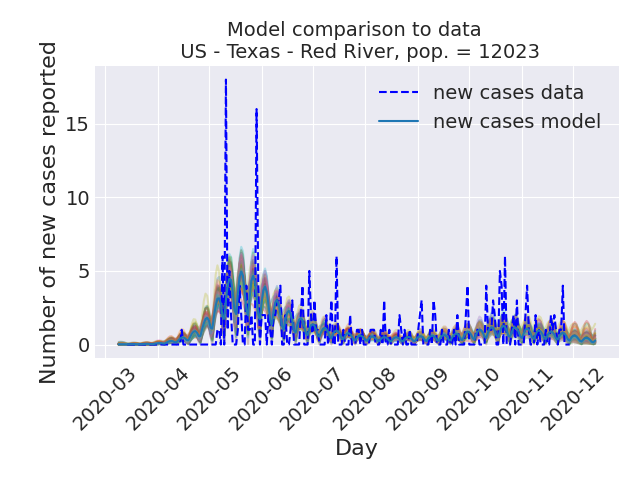 Model comparison to data
US - Texas - Red River, pop. = 12023
Number of new cases reported
15
10
5
0
new cases data
new cases model
2020-03
2020-04
2020-05
2020-06
2020-07
2020-08
2020-09
2020-10
2020-11
2020-12
Day